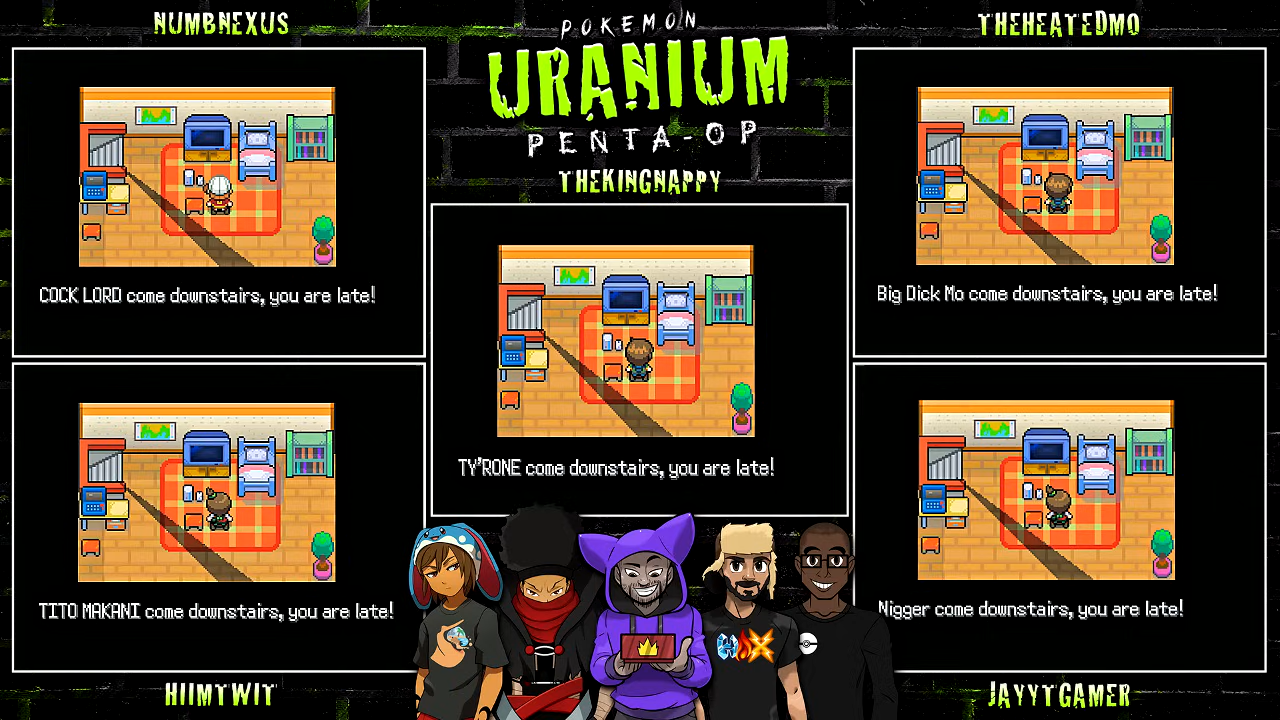 NUMBNEXUS
POKEMON
URANIUM
PENTA-OP
THEKINGNAPPY
THEHEATEDMO
COCK LORD come downstairs, you are late!
Big Dick Mo come downstairs, you are late!
TY'RONE come downstairs, you are late!
TITO MAKANI come downstairs, you are late!
Nigger come downstairs, you are late!
HIIMTWIT
JAYYTGAMER